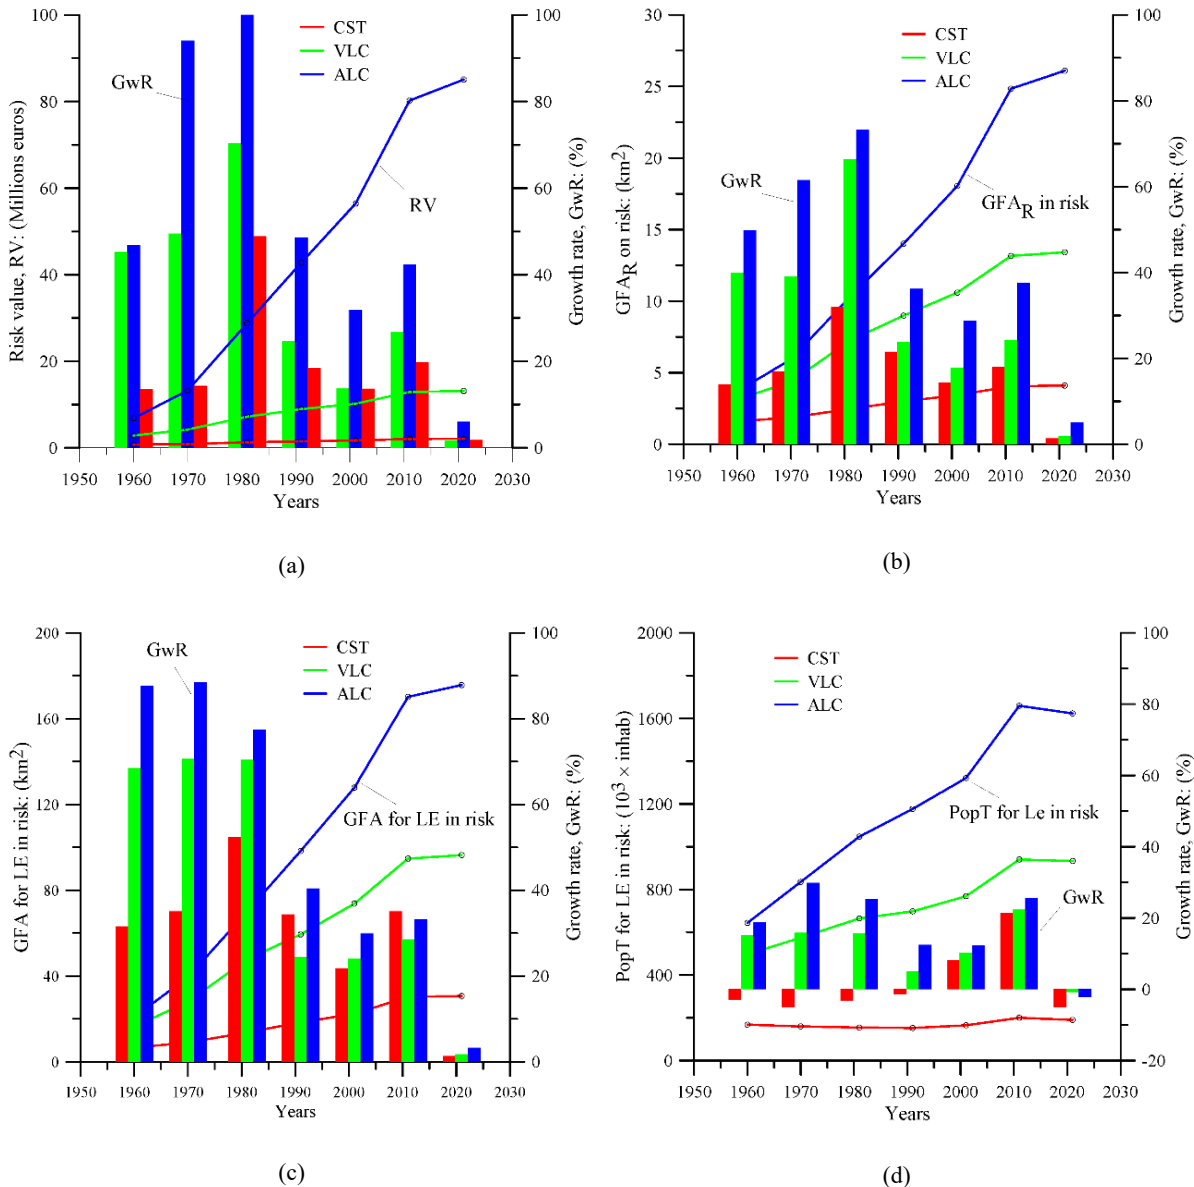 CST
VLC
ALC
GwR
RV
Risk value, RV: (Millions euros)
Growth rate, GwR: (%)
100
80
60
40
20
0
100
80
60
40
20
0
1950 1960 1970 1980 1990 2000 2010 2020 2030
Years
(a)
CST
VLC
ALC
GwR
GFAR in risk
GFAR on risk: (km2)
Growth rate, GwR: (%)
30
25
20
15
10
5
0
100
80
60
40
20
0
1950 1960 1970 1980 1990 2000 2010 2020 2030
Years
(b)
CST
VLC
ALC
GwR
GFA for LE in risk
GFA for LE in risk: (km2)
Growth rate, GwR: (%)
200
160
120
80
40
0
100
80
60
40
20
0
1950 1960 1970 1980 1990 2000 2010 2020 2030
Years
(c)
CST
VLC
ALC
PopT for Le in risk
GwR
PopT for LE in risk: (103 × inhab)
Growth rate, GwR: (%)
2000
1600
1200
800
400
0
100
80
60
40
20
0
-20
1950 1960 1970 1980 1990 2000 2010 2020 2030
Years
(d)